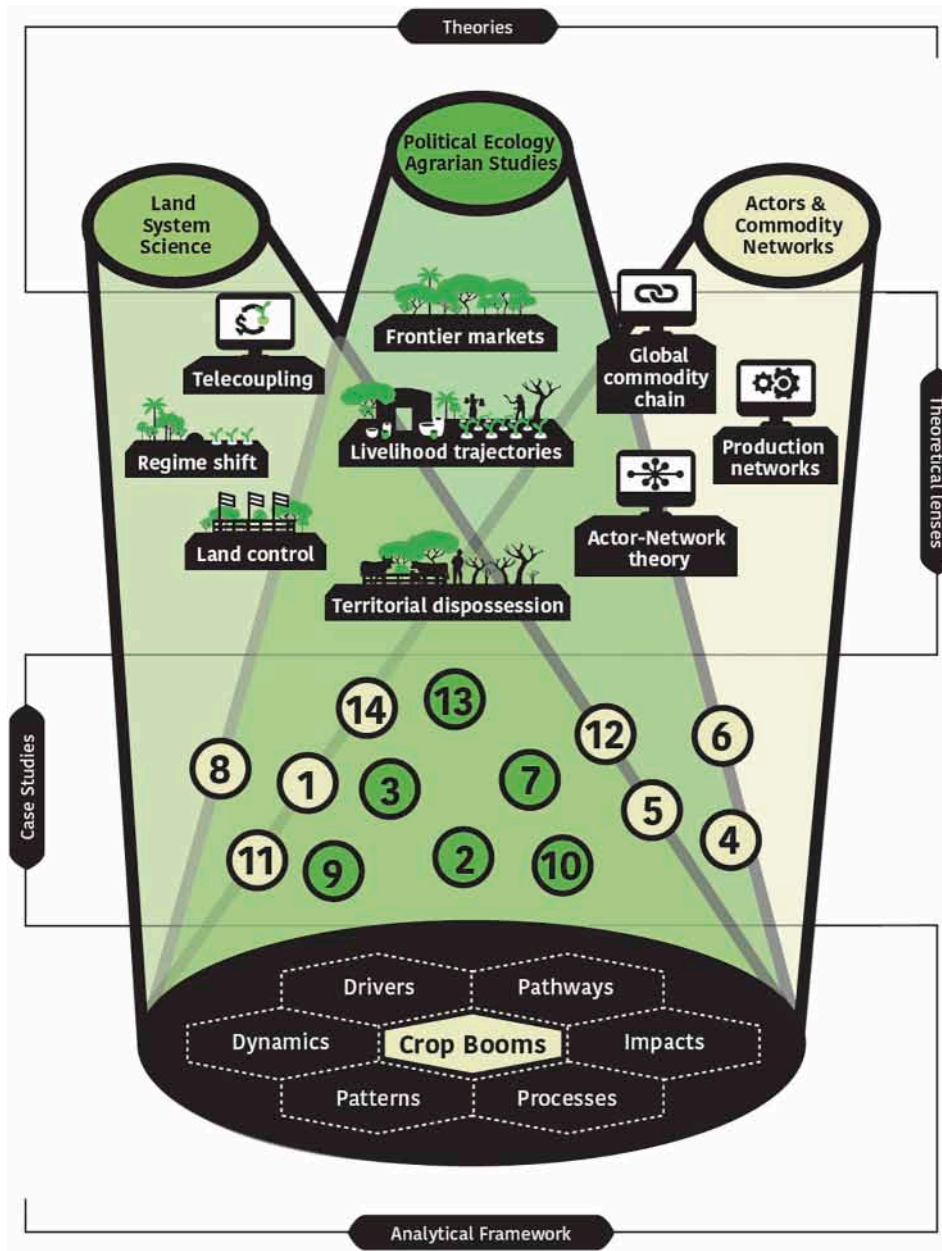 Theories
Political Ecology
Agrarian Studies
Land
System
Science
Actors &
Commodity
Networks
Frontier markets
Telecoupling
Global
commodity
chain
Theoretical lenses
Regime shift
Livelihood trajectories
Production
networks
Land control
Actor-Network
theory
Territorial dispossession
Case Studies
14
13
12
6
8
1
3
7
5
4
11
9
2
10
Drivers
Pathways
Dynamics
Crop Booms
Impacts
Patterns
Processes
Analytical Framework